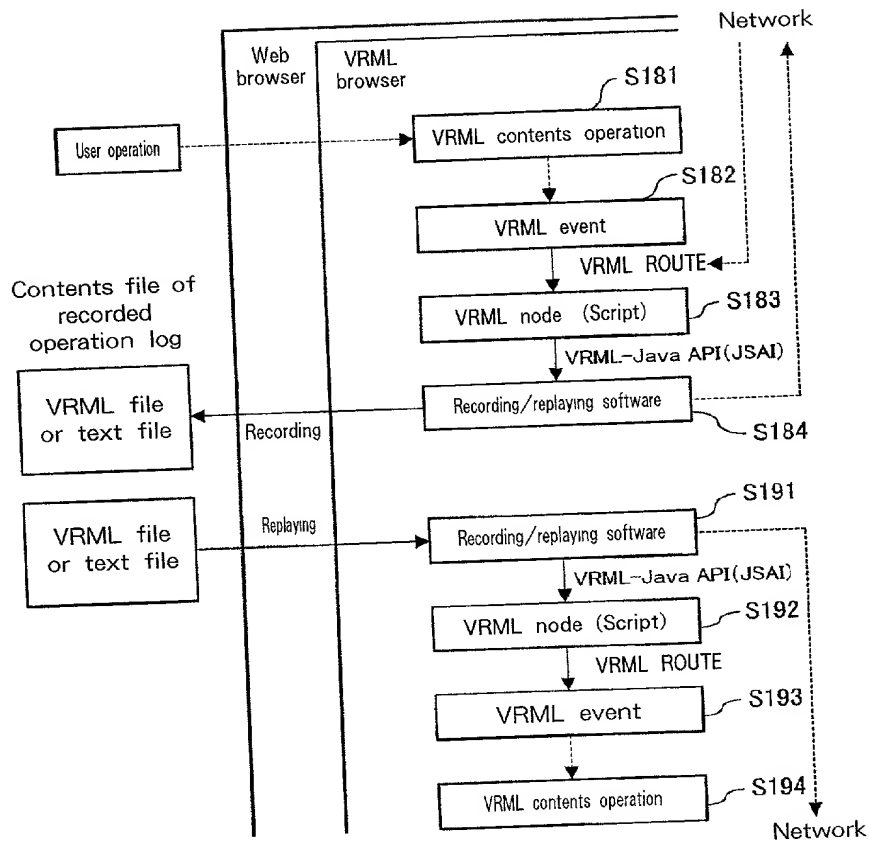 Network
Web
browser
VRML
browser
S181
User operation
VRML contents operation
S182
VRML event
VRML ROUTE
Contents file of
recorded
operation log
S183
VRML node (Script)
VRML-Java API(JSAI)
VRML file
or text file
Recording
Recording/replaying software
S184
S191
VRML file
or text file
Replaying
Recording/replaying software
VRML-Java API(JSAI)
S192
VRML node (Script)
VRML ROUTE
S193
VRML event
S194
VRML contents operation
Network